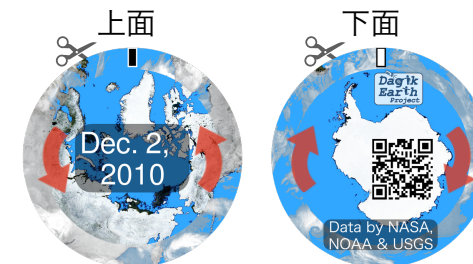 上面
下面
Dec. 2,
2010
Dagik
Earth
Project
Data by NASA,
NOAA & USGS